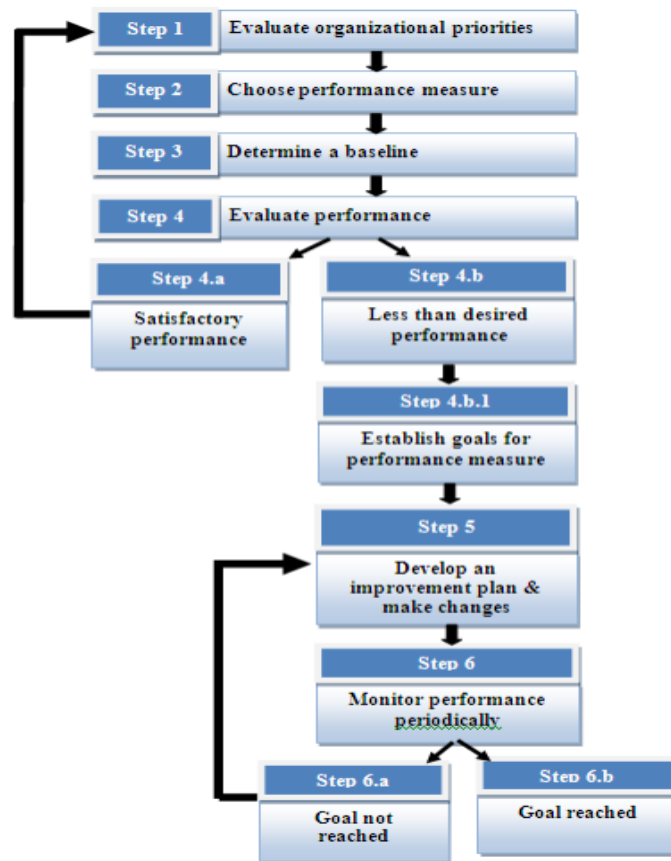 Step 1
Evaluate organizational priorities
Step 2
Choose performance measure
Step 3
Determine a baseline
Step 4
Evaluate performance
Step 4.a
Satisfactory
performance
Step 4.b
Less than desired
performance
Step 4.b.1
Establish goals for
performance measure
Step 5
Develop an
improvement plan &
make changes
Step 6
Monitor performance
periodically
Step 6.a
Goal not
reached
Step 6.b
Goal reached